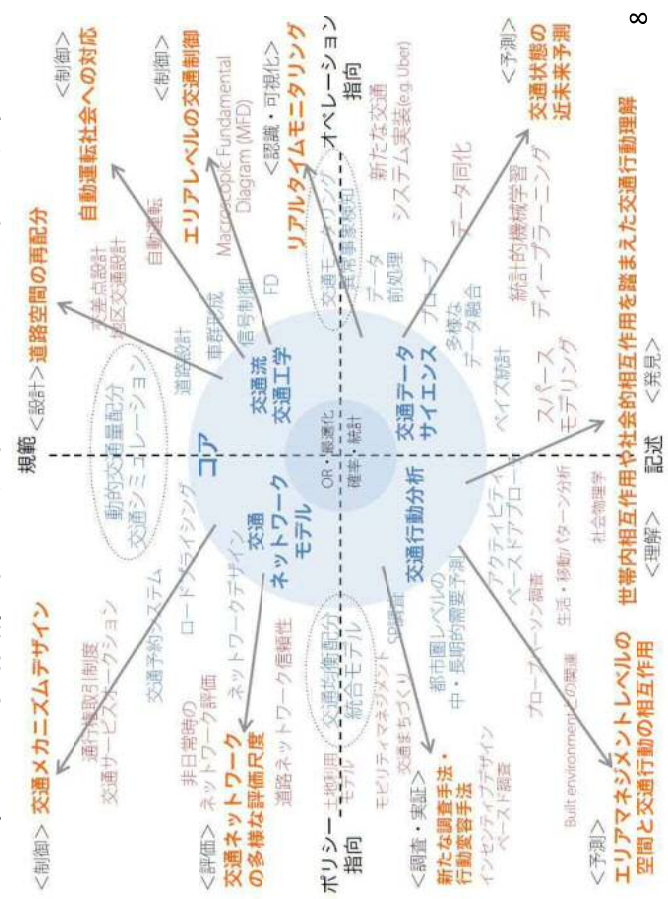 規範
<設計> 道路空間の再配分
<制御>
自動運転社会への対応
<制御>
エリアレベルの交通制御
<認識・可視化>
リアルタイムモニタリング
オペレーション
指向
<予測>
交通状態の
近未来予測
<制御> 交通メカニズムデザイン
通行権取引制度
交通サービスオークション
交通予約システム
ロードプライシング
ネットワークデザイン
動的交通量配分
交通シミュレーション
交差点設計
地区交通設計
自動運転
道路設計
車群形成
信号制御
FD
Macroscopic Fundamental
Diagram (MFD)
コア
交通流
交通工学
交通
ネットワーク
モデル
OR・最適化
確率・統計
交通行動分析
交通データ
サイエンス
非日常時の
ネットワーク評価
<評価>
交通ネットワーク
の多様な評価尺度
道路ネットワーク信頼性
ポリシー
指向
土地利用
モデル
交通均衡配分
統合モデル
交通モニタリング
異常事象検知
データ
前処理
新たな交通
システム実装(e.g. Uber)
データ同化
プローブ
多様な
データ融合
統計的機械学習
ディープラーニング
ベイズ統計
スパース
モデリング
モビリティマネジメント
交通まちづくり
SP調査
都市圏レベルの
中・長期的需要予測
<調査・実証>
新たな調査手法・
行動変容手法
インセンティブデザイン
ベースド調査
アクティビティ
ベースドアプローチ
プローブパーソン調査
生活・移動パターン分析
社会物理学
Built environmentとの関連
<予測>
エリアマネジメントレベルの
空間と交通行動の相互作用
世帯内相互作用や社会的相互作用を踏まえた交通行動理解
<理解>
記述
<発見>
8